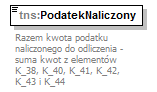 tns:PodatekNaliczony
Razem kwota podatku
naliczonego do odliczenia -
suma kwot z elementów
K_38, K_40, K_41, K_42,
K_43 i K_44